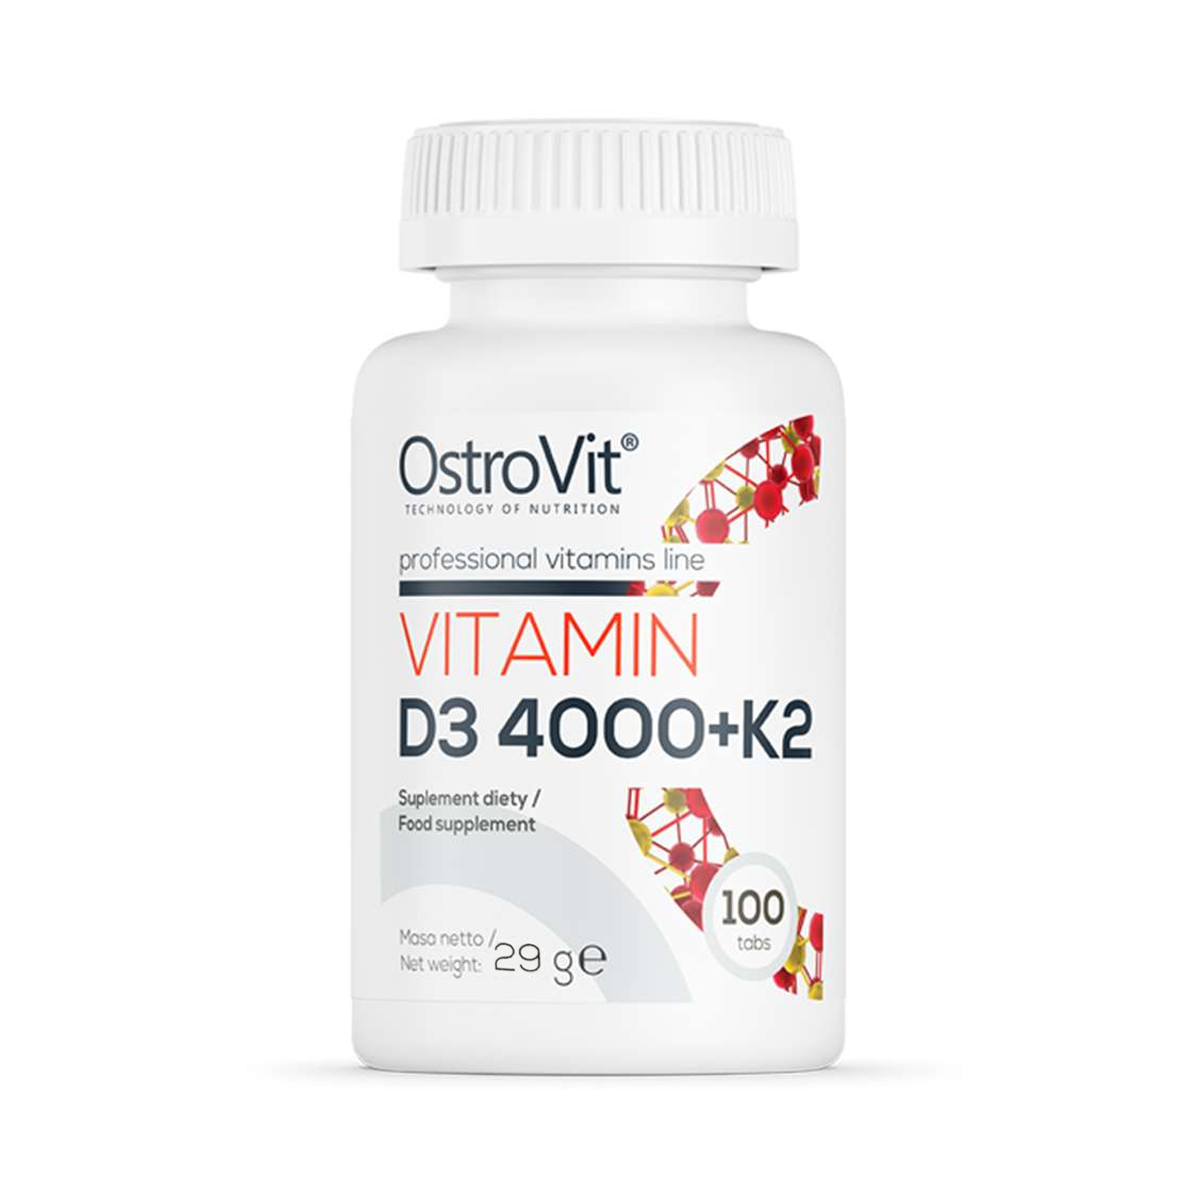 OstroVit®
TECHNOLOGY OF NUTRITION
professional vitamins line
VITAMIN
D3 4000+K2
Suplement diety /
Food supplement
100
tabs
Masa netto /
Net weight: 29 g e